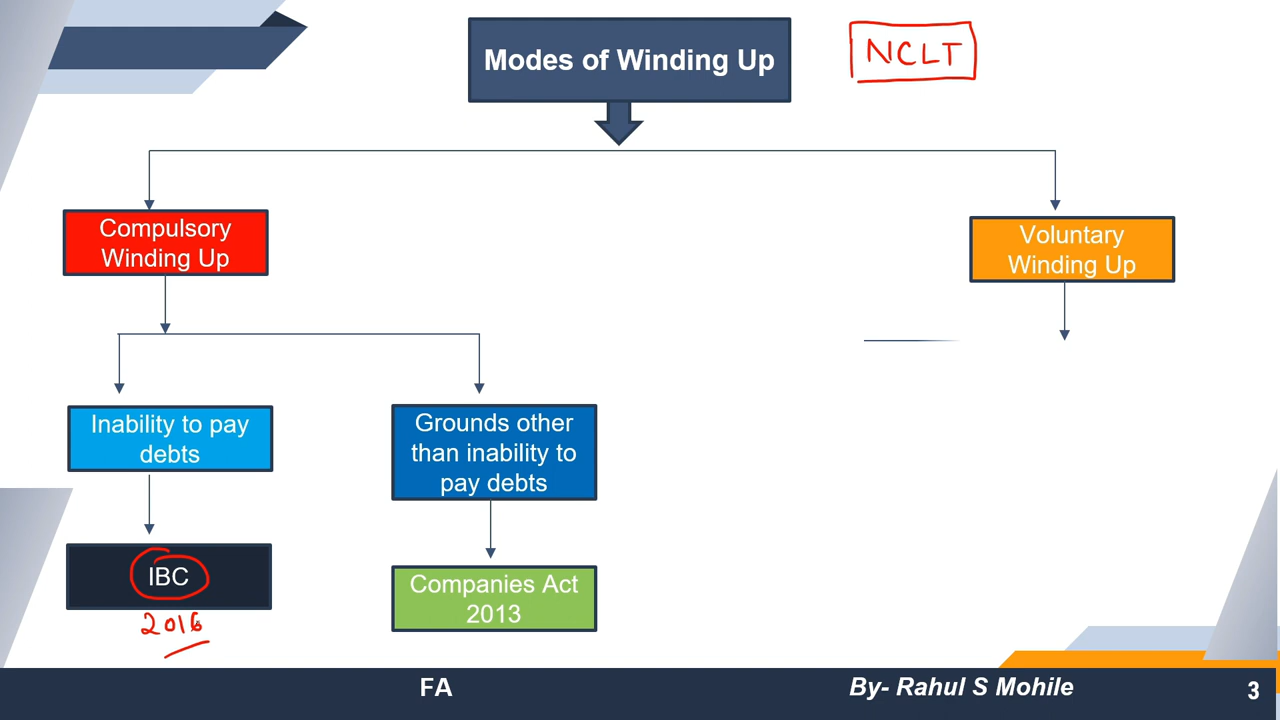 Modes of Winding Up
NCLT
Compulsory
Winding Up
Voluntary
Winding Up
Inability to pay
debts
Grounds other
than inability to
pay debts
IBC
2016
Companies Act
2013
FA
By- Rahul S Mohile
3